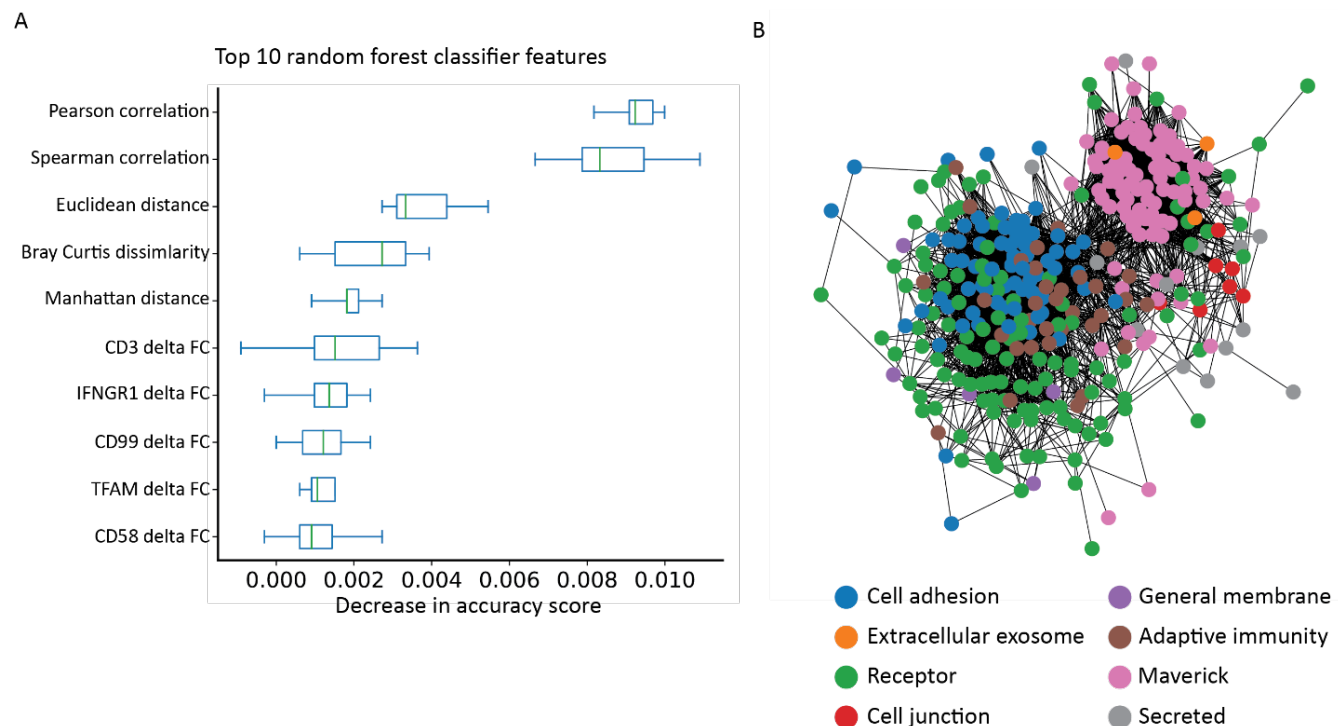 A
Top 10 random forest classifier features
Pearson correlation
Spearman correlation
Euclidean distance
Bray Curtis dissimlarity
Manhattan distance
CD3 delta FC
IFNGR1 delta FC
CD99 delta FC
TFAM delta FC
CD58 delta FC
0.000 0.002 0.004 0.006 0.008 0.010
Decrease in accuracy score
B
Cell adhesion
Extracellular exosome
Receptor
Cell junction
General membrane
Adaptive immunity
Maverick
Secreted